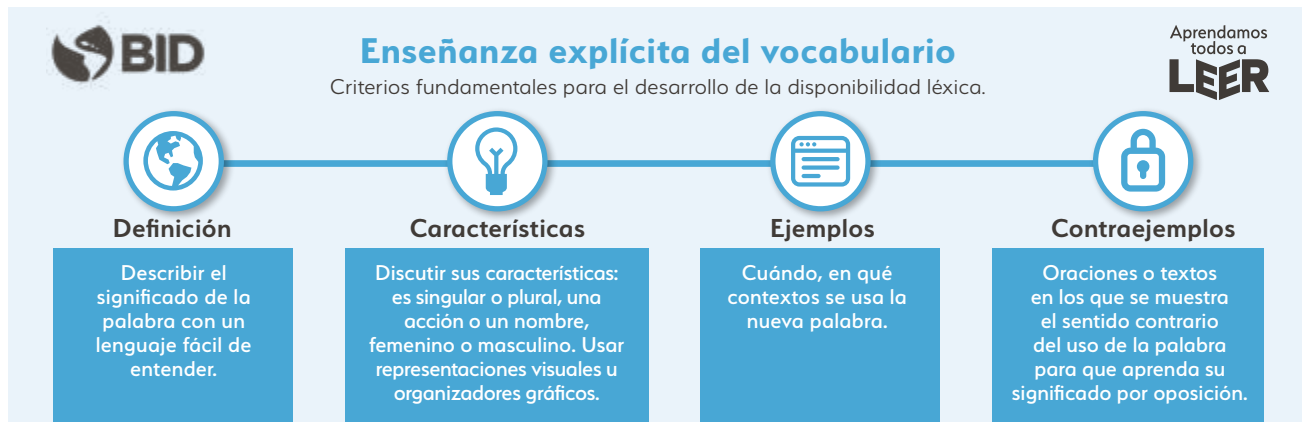 BID
Enseñanza explícita del vocabulario
Criterios fundamentales para el desarrollo de la disponibilidad léxica.
Aprendamos
todos a
LEER
Definición
Describir el
significado de la
palabra con un
lenguaje fácil de
entender.
Características
Discutir sus características:
es singular o plural, una
acción o un nombre,
femenino o masculino. Usar
representaciones visuales u
organizadores gráficos.
Ejemplos
Cuándo, en qué
contextos se usa la
nueva palabra.
Contraejemplos
Oraciones o textos
en los que se muestra
el sentido contrario
del uso de la palabra
para que aprenda su
significado por oposición.